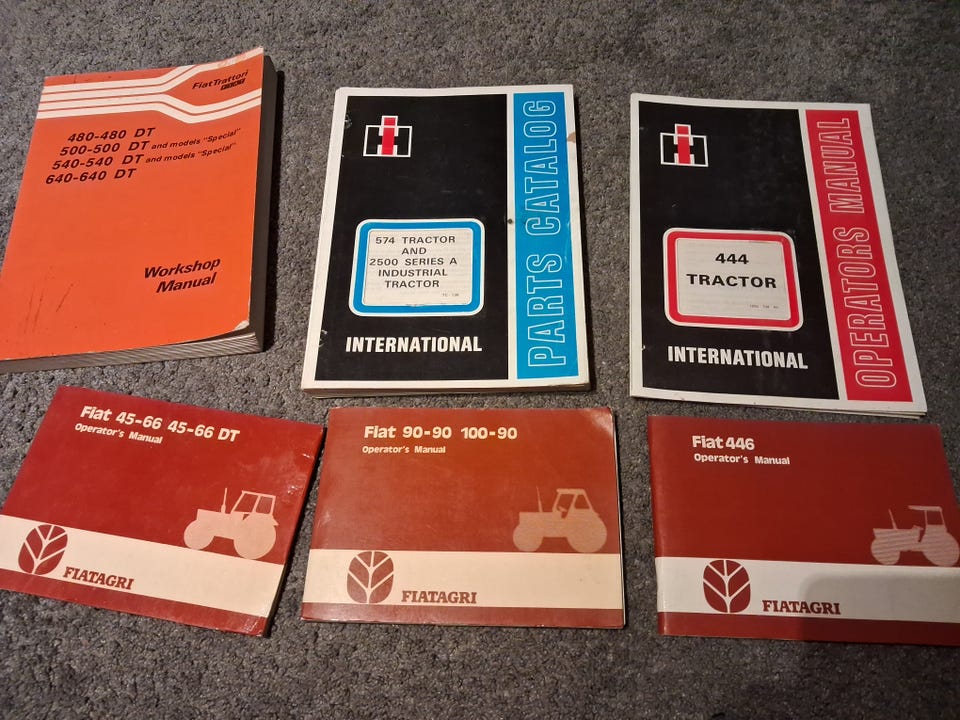 FiatTrattori
FIAT
480-480 DT
500-500 DT and models "Special"
540-540 DT and models "Special"
640-640 DT
Workshop
Manual
IH
574 TRACTOR
AND
2500 SERIES A
INDUSTRIAL
TRACTOR
INTERNATIONAL
PARTS CATALOG
IH
444
TRACTOR
INTERNATIONAL
OPERATORS MANUAL
Fiat 45-66 45-66 DT
Operator's Manual
FIATAGRI
Fiat 90-90 100-90
Operator's Manual
FIATAGRI
Fiat 446
Operator's Manual
FIATAGRI